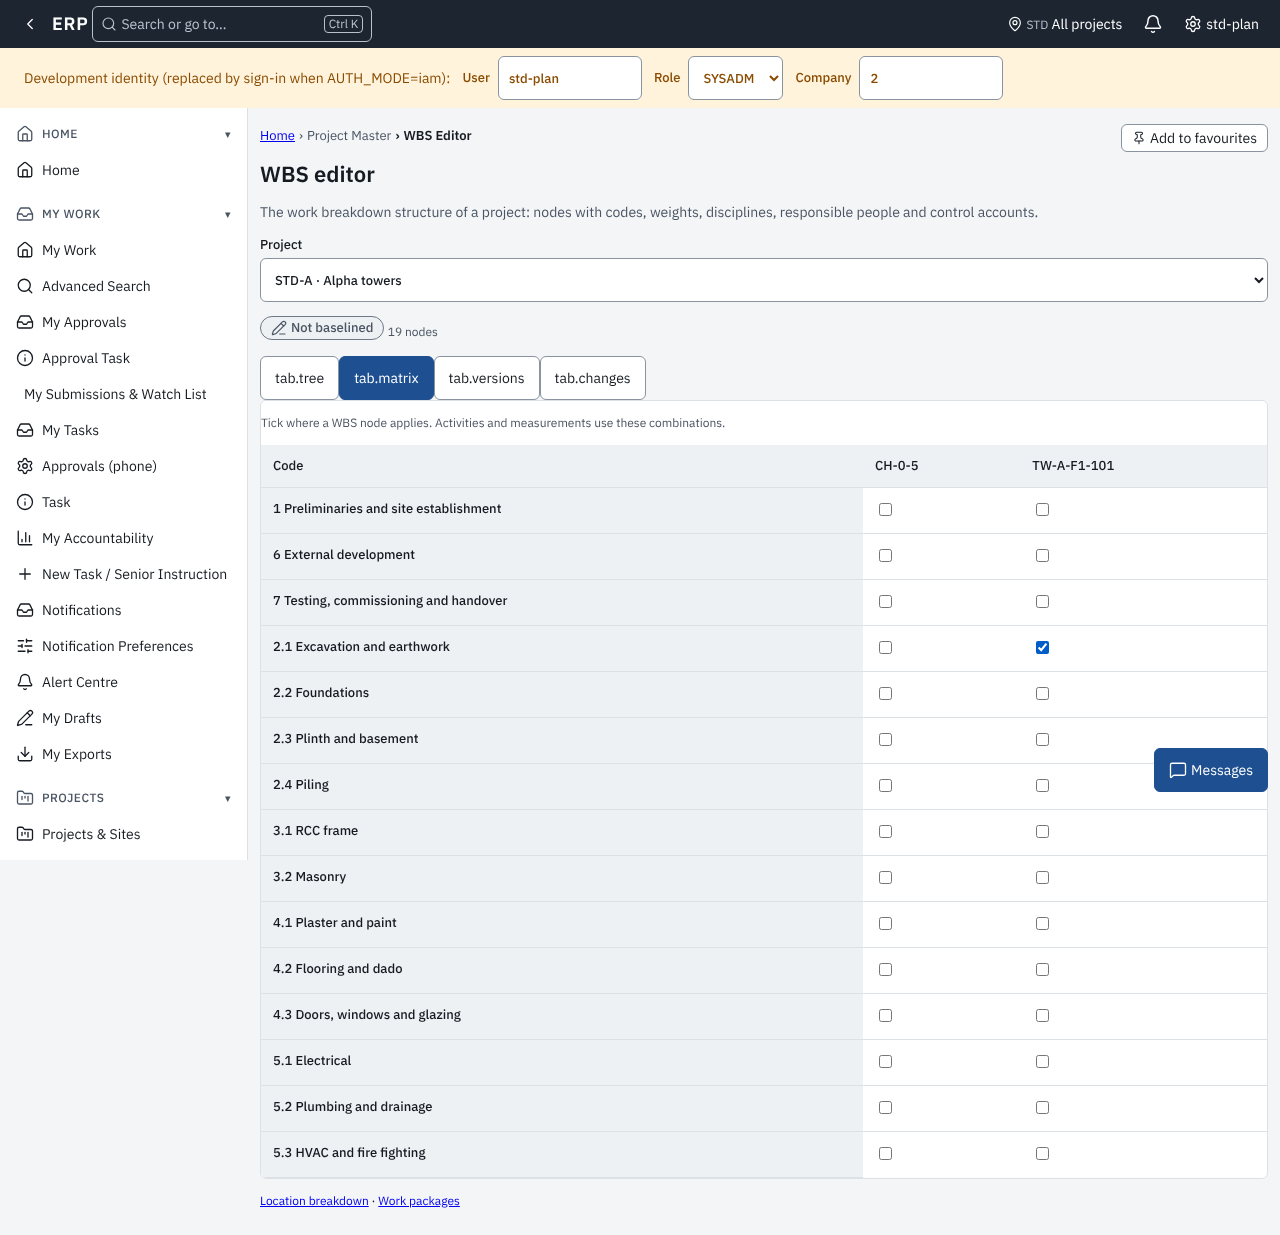 ERP
Search or go to...
Ctrl K
STD All projects
std-plan
Development identity (replaced by sign-in when AUTH_MODE=iam):
User
std-plan
Role
SYSADM
Company
2
HOME
Home
MY WORK
My Work
Advanced Search
My Approvals
Approval Task
My Submissions & Watch List
My Tasks
Approvals (phone)
Task
My Accountability
New Task / Senior Instruction
Notifications
Notification Preferences
Alert Centre
My Drafts
My Exports
PROJECTS
Projects & Sites
Home › Project Master › WBS Editor
Add to favourites
WBS editor
The work breakdown structure of a project: nodes with codes, weights, disciplines, responsible people and control accounts.
Project
STD-A · Alpha towers
Not baselined
19 nodes
tab.tree
tab.matrix
tab.versions
tab.changes
Tick where a WBS node applies. Activities and measurements use these combinations.
Code CH-0-5 TW-A-F1-101
1 Preliminaries and site establishment
6 External development
7 Testing, commissioning and handover
2.1 Excavation and earthwork
2.2 Foundations
2.3 Plinth and basement
2.4 Piling
3.1 RCC frame
3.2 Masonry
4.1 Plaster and paint
4.2 Flooring and dado
4.3 Doors, windows and glazing
5.1 Electrical
5.2 Plumbing and drainage
5.3 HVAC and fire fighting
Messages
Location breakdown · Work packages